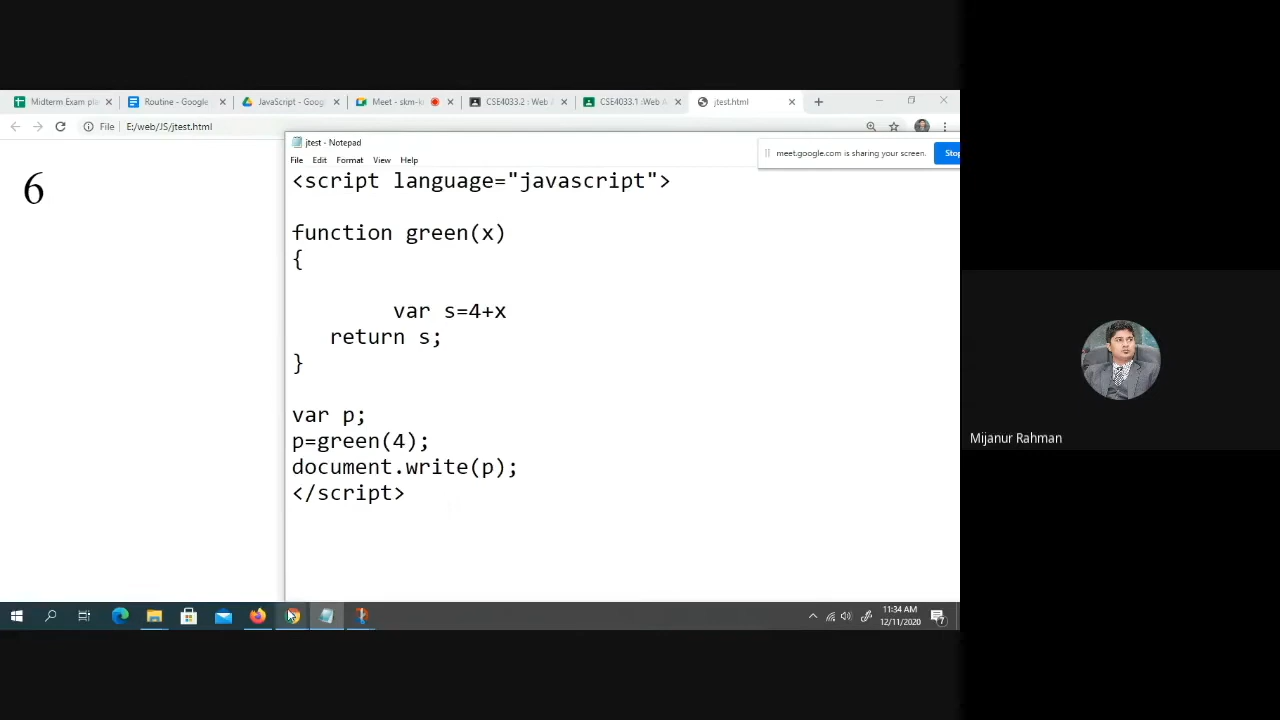 Midterm Exam pla
Routine - Google
JavaScript - Goog
Meet - skm-k
CSE4033.2 : Web A
CSE4033.1 :Web A
jtest.html
File
E:/web/JS/jtest.html
jtest - Notepad
meet.google.com is sharing your screen.
Stop
File Edit Format View Help
6
<script language="javascript">
function green(x)
{
var s=4+x
return s;
}
var p;
p=green(4);
document.write(p);
</script>
Mijanur Rahman
11:34 AM
12/11/2020
7